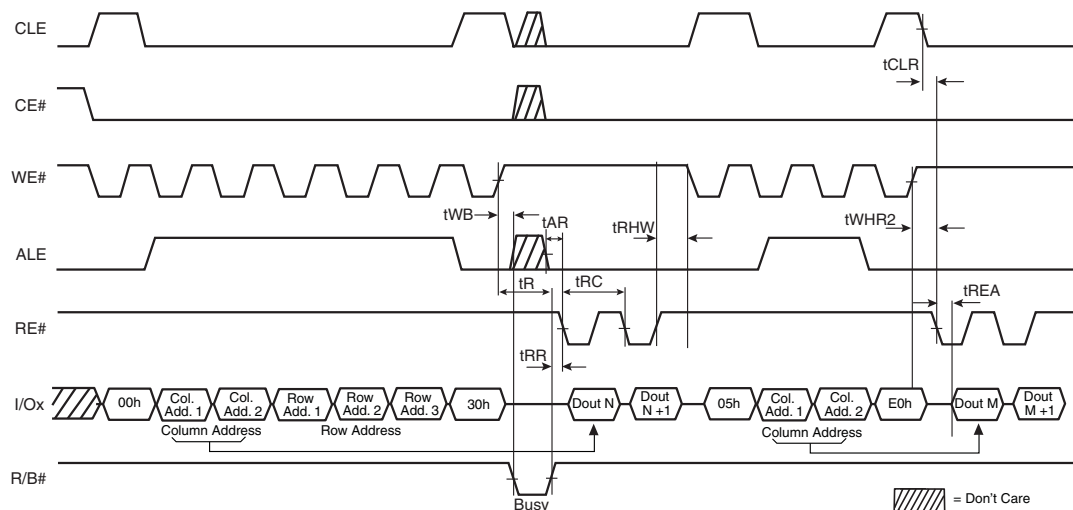 CLE
tCLR
CE#
WE#
tWB
tAR
tRHW
tWHR2
ALE
tR
tRC
tREA
RE#
tRR
I/Ox
00h
Col. Add. 1
Col. Add. 2
Row Add. 1
Row Add. 2
Row Add. 3
30h
Dout N
Dout N +1
05h
Col. Add. 1
Col. Add. 2
E0h
Dout M
Dout M +1
Column Address
Row Address
Column Address
R/B#
Busy
= Don't Care